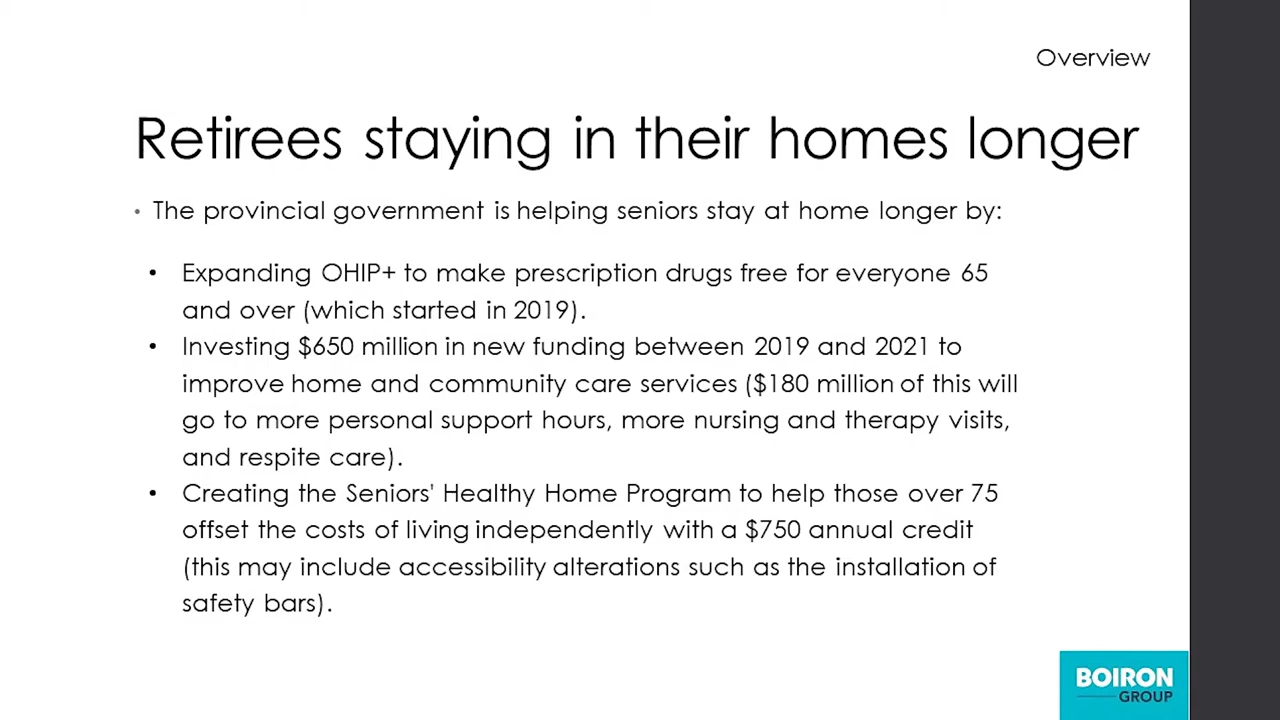 Overview
Retirees staying in their homes longer
• The provincial government is helping seniors stay at home longer by:
• Expanding OHIP+ to make prescription drugs free for everyone 65
and over (which started in 2019).
• Investing $650 million in new funding between 2019 and 2021 to
improve home and community care services ($180 million of this will
go to more personal support hours, more nursing and therapy visits,
and respite care).
• Creating the Seniors' Healthy Home Program to help those over 75
offset the costs of living independently with a $750 annual credit
(this may include accessibility alterations such as the installation of
safety bars).
BOIRON
GROUP